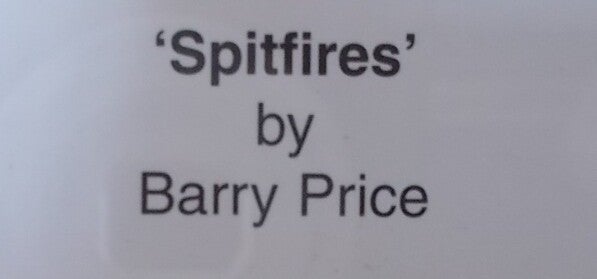 ‘Spitfires’
by
Barry Price